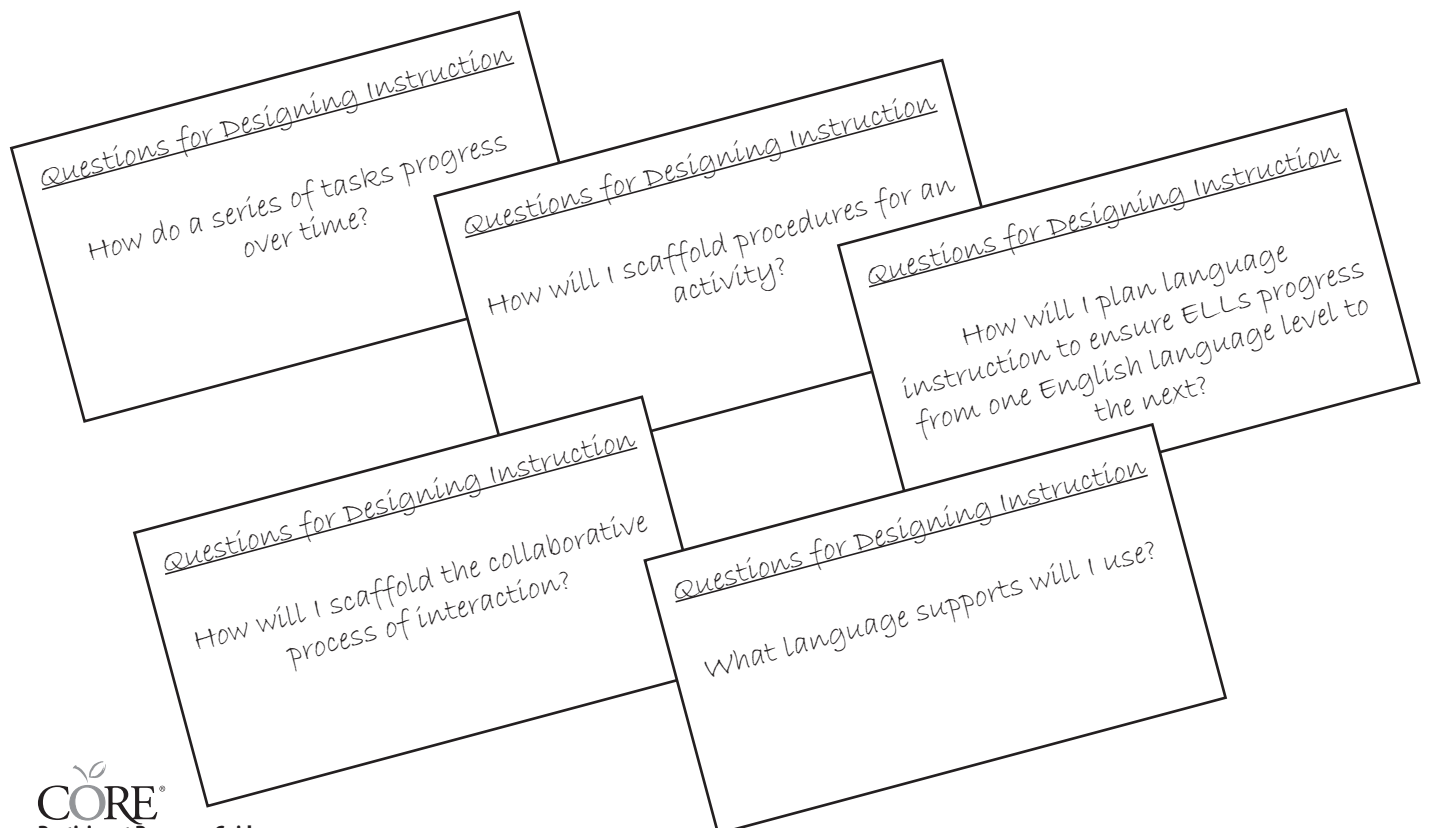 Questions for Designing Instruction
How do a series of tasks progress
over time?
Questions for Designing Instruction
How will I scaffold procedures for an
activity?
Questions for Designing Instruction
How will I plan language
instruction to ensure ELLs progress
from one English language level to
the next?
Questions for Designing Instruction
How will I scaffold the collaborative
process of interaction?
Questions for Designing Instruction
What language supports will I use?
CORE®